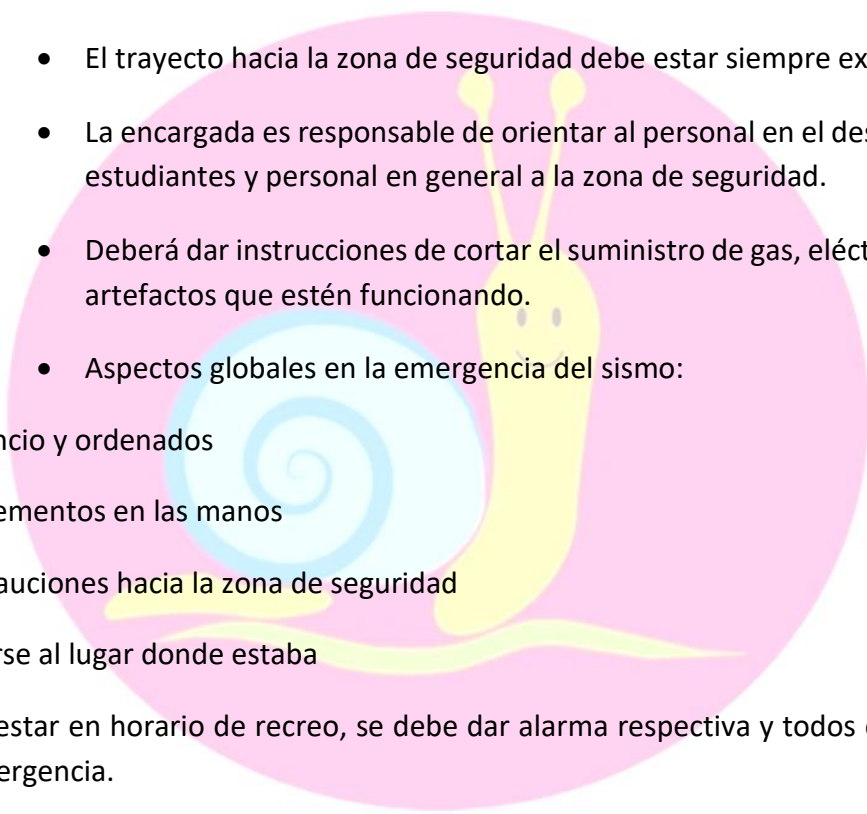 • El trayecto hacia la zona de seguridad debe estar siempre ex
• La encargada es responsable de orientar al personal en el des
estudiantes y personal en general a la zona de seguridad.
• Deberá dar instrucciones de cortar el suministro de gas, eléct
artefactos que estén funcionando.
• Aspectos globales en la emergencia del sismo:
ncio y ordenados
ementos en las manos
auciones hacia la zona de seguridad
rse al lugar donde estaba
estar en horario de recreo, se debe dar alarma respectiva y todos
ergencia.